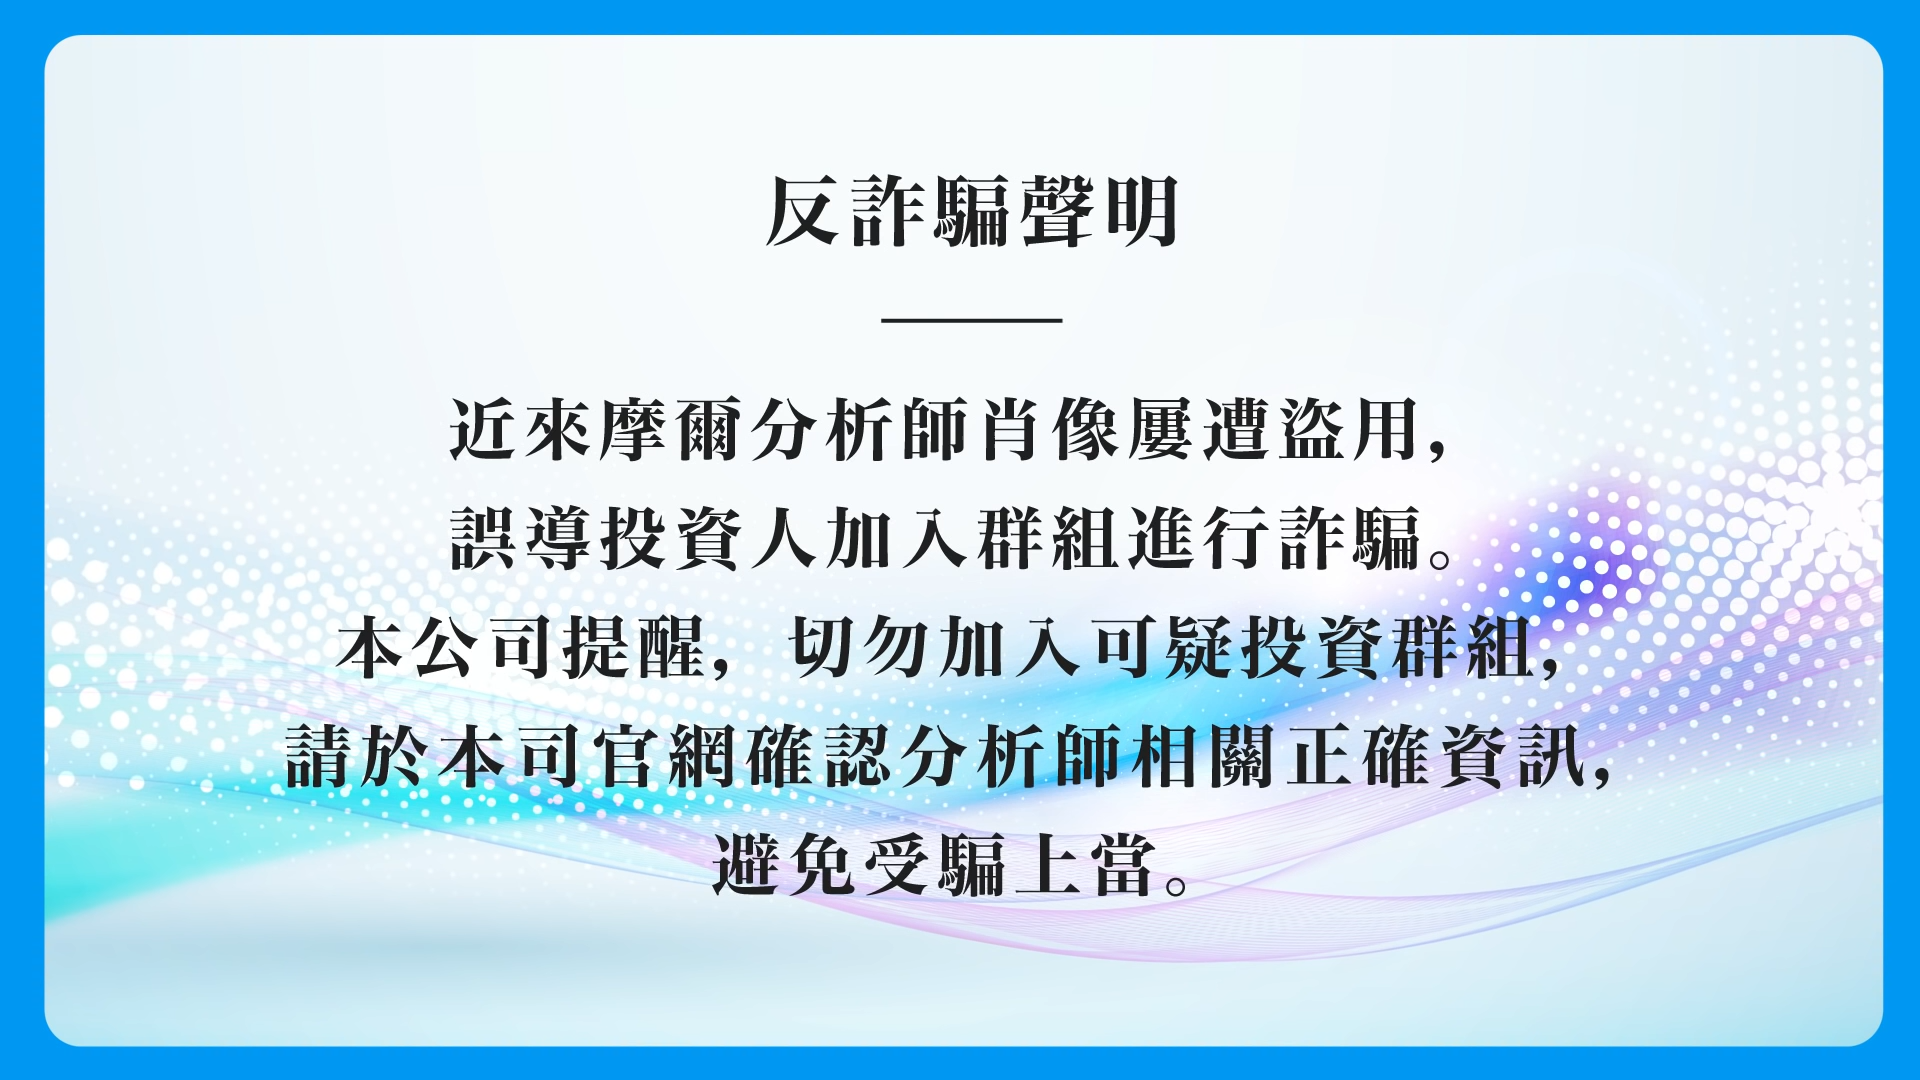 反詐騙聲明
近來摩爾分析師肖像屢遭盜用,
誤導投資人加入群組進行詐騙。
本公司提醒, 切勿加入可疑投資群組,
請於本司官網確認分析師相關正確資訊,
避免受騙上當。